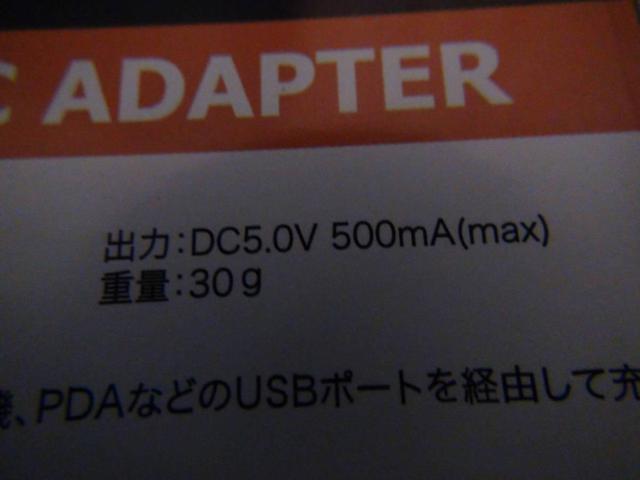 C ADAPTER
出力:DC5.0V 500mA(max)
重量:30g
機、PDAなどのUSBポートを経由して充